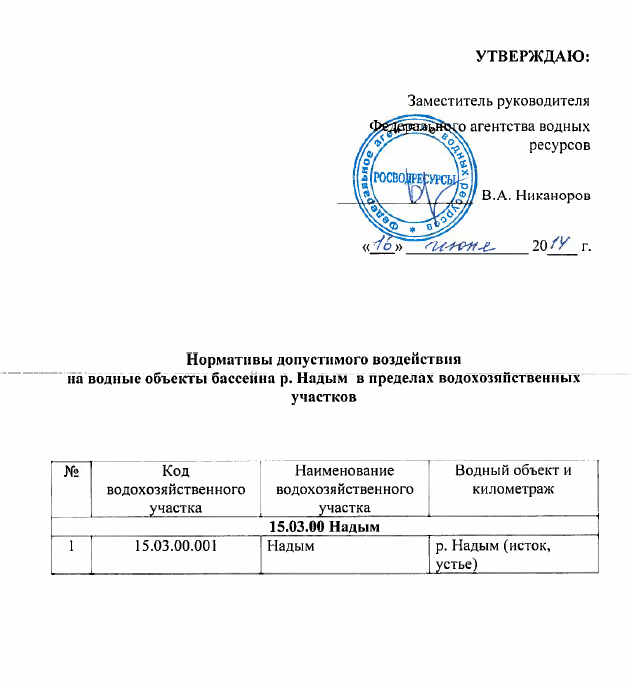 УТВЕРЖДАЮ:
Заместитель руководителя
Федерального агентства водных
ресурсов
Федеральное агентство водных ресурсов *
РОСВОДРЕСУРСЫ
В.А. Никаноров
«16» июня 2014 г.
Нормативы допустимого воздействия
на водные объекты бассейна р. Надым в пределах водохозяйственных
участков
№ Код Наименование Водный объект и
водохозяйственного водохозяйственного километраж
участка участка
15.03.00 Надым
1 15.03.00.001 Надым р. Надым (исток,
устье)